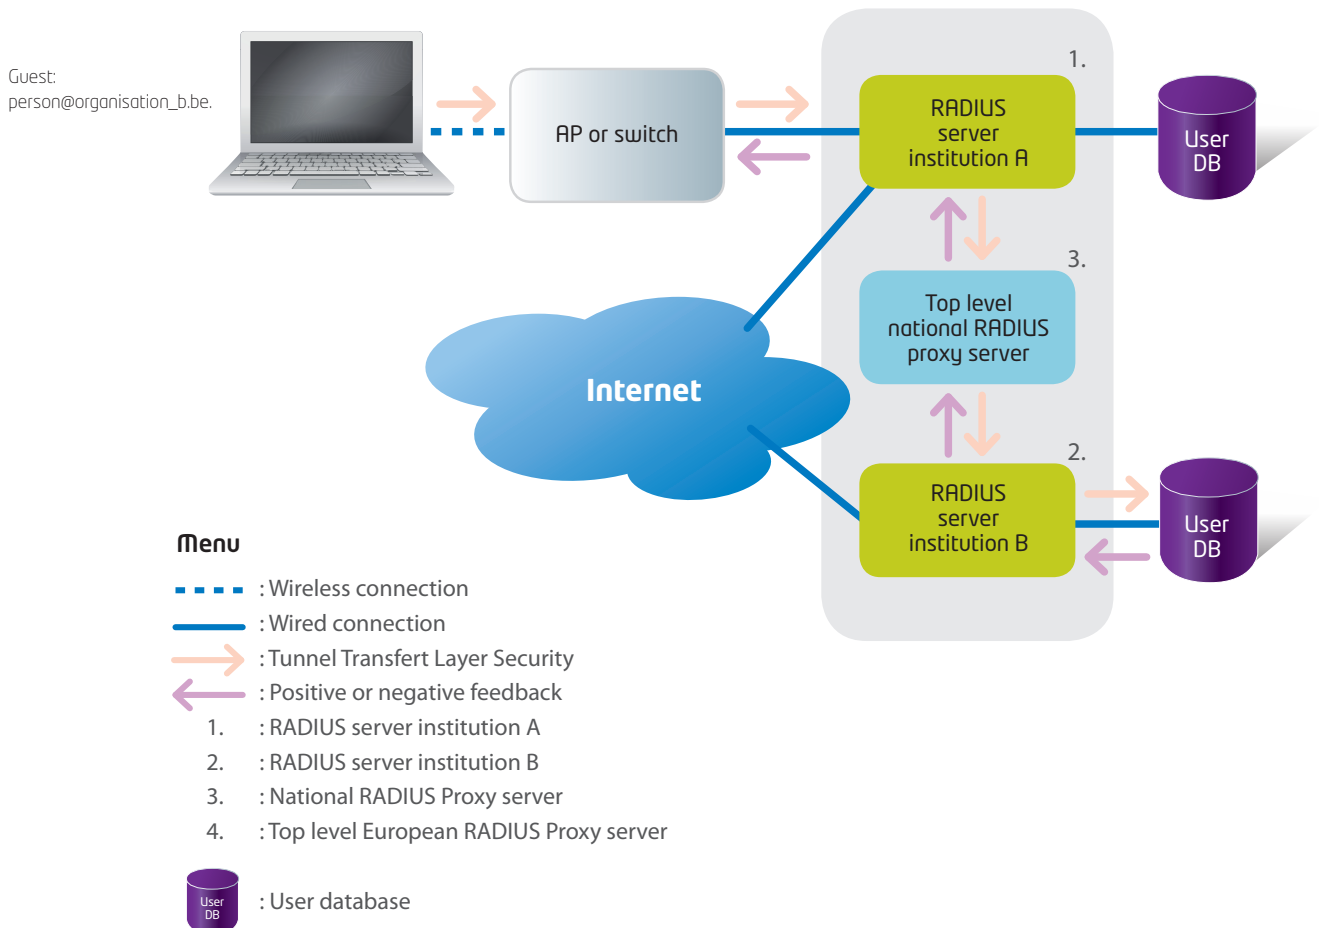 Guest:
person@organisation_b.be.
AP or switch
1.
RADIUS
server
institution A
User
DB
3.
Top level
national RADIUS
proxy server
Internet
2.
RADIUS
server
institution B
User
DB
Menu
: Wireless connection
: Wired connection
: Tunnel Transfert Layer Security
: Positive or negative feedback
1. : RADIUS server institution A
2. : RADIUS server institution B
3. : National RADIUS Proxy server
4. : Top level European RADIUS Proxy server
User
DB
: User database